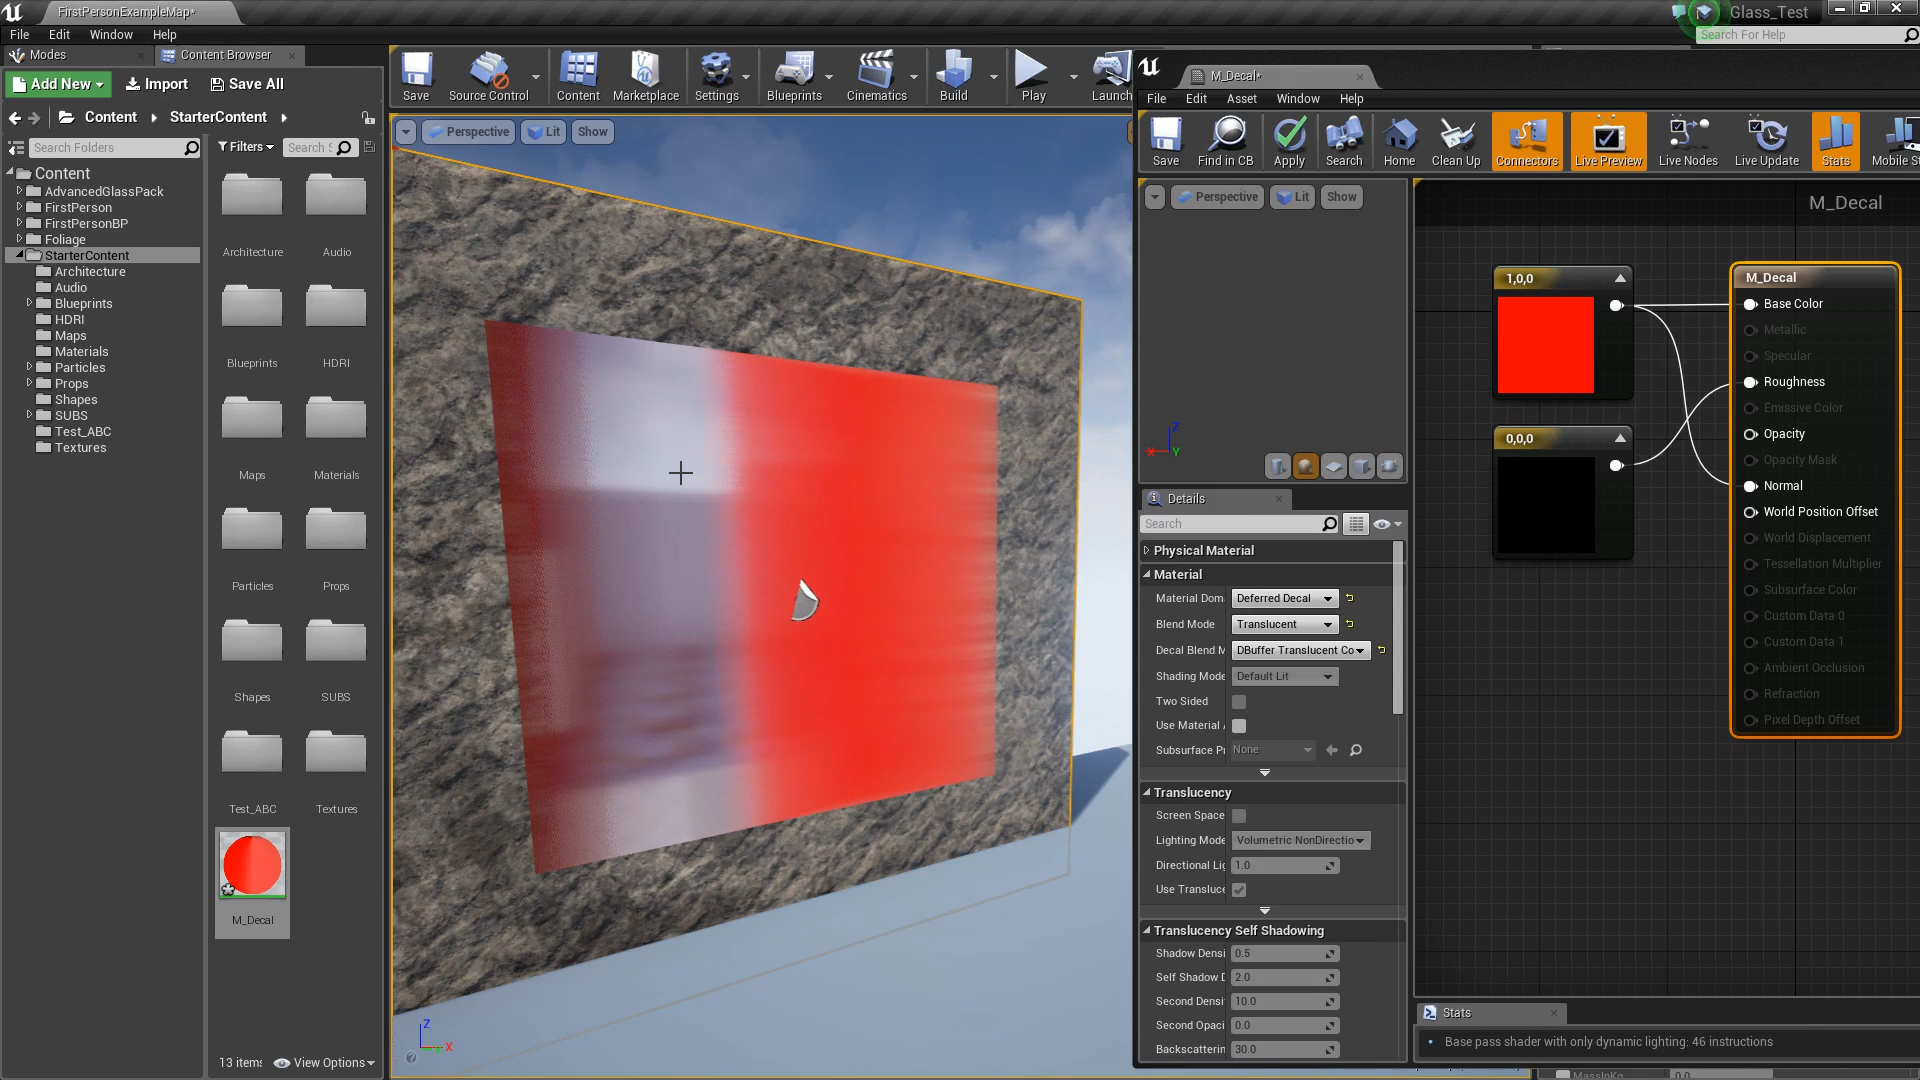 FirstPersonExampleMap*
Glass_Test
File Edit Window Help
Search For Help
Modes
Content Browser
Add New
Import
Save All
Content
StarterContent
Search Folders
Filters
Content
AdvancedGlassPack
FirstPerson
FirstPersonBP
Foliage
StarterContent
Architecture
Audio
Blueprints
HDRI
Maps
Materials
Particles
Props
Shapes
SUBS
Test_ABC
Textures
Architecture Audio
Blueprints HDRI
Maps Materials
Particles Props
Shapes SUBS
Test_ABC Textures
M_Decal
13 items
View Options
Save
Source Control
Content
Marketplace
Settings
Blueprints
Cinematics
Build
Play
Launch
Perspective
Lit
Show
Z
X
M_Decal*
File Edit Asset Window Help
Save
Find in CB
Apply
Search
Home
Clean Up
Connectors
Live Preview
Live Nodes
Live Update
Stats
Mobile St
Perspective
Lit
Show
Z
X
Y
Details
Search
Physical Material
Material
Material Dom Deferred Decal
Blend Mode Translucent
Decal Blend M DBuffer Translucent Co
Shading Mode Default Lit
Two Sided
Use Material A
Subsurface Pr None
Translucency
Screen Space
Lighting Mode Volumetric NonDirectio
Directional Lig 1.0
Use Transluce
Translucency Self Shadowing
Shadow Densi 0.5
Self Shadow D 2.0
Second Densi 10.0
Second Opaci 0.0
Backscatterin 30.0
M_Decal
1,0,0
0,0,0
M_Decal
Base Color
Metallic
Specular
Roughness
Emissive Color
Opacity
Opacity Mask
Normal
World Position Offset
World Displacement
Tessellation Multiplier
Subsurface Color
Custom Data 0
Custom Data 1
Ambient Occlusion
Refraction
Pixel Depth Offset
Stats
Base pass shader with only dynamic lighting: 46 instructions
MassInKg 0.0